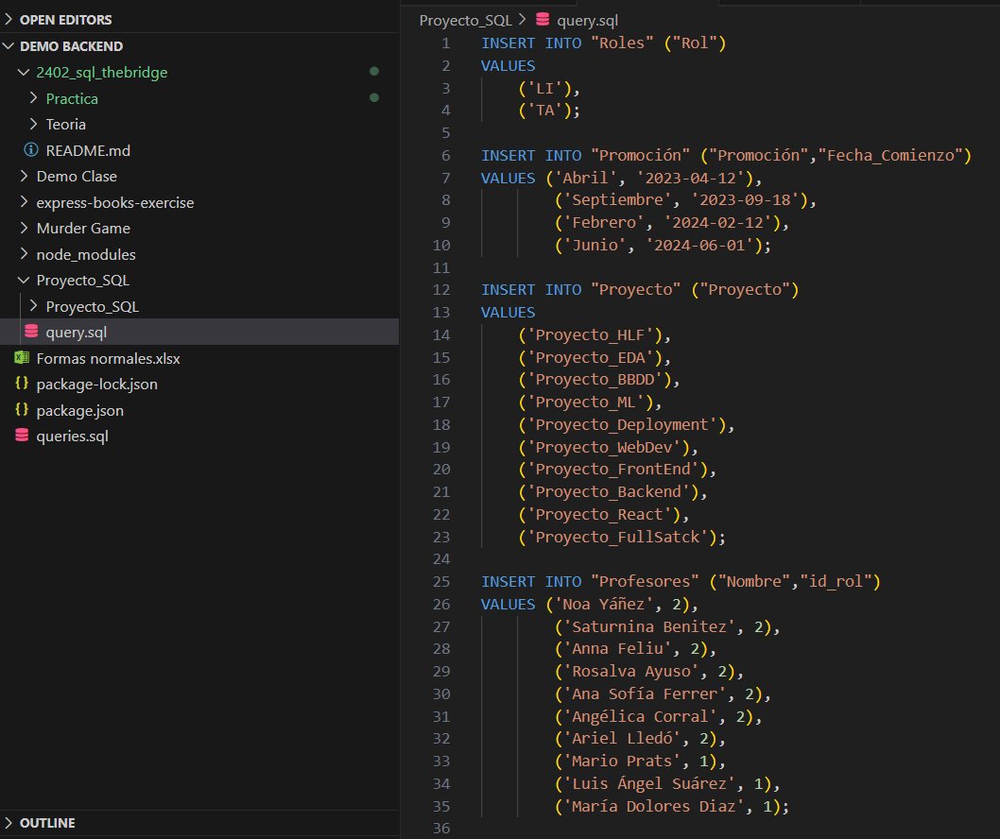 OPEN EDITORS
DEMO BACKEND
2402_sql_thebridge
Practica
Teoria
README.md
Demo Clase
express-books-exercise
Murder Game
node_modules
Proyecto_SQL
Proyecto_SQL
query.sql
Formas normales.xlsx
package-lock.json
package.json
queries.sql
OUTLINE
Proyecto_SQL > query.sql
1 INSERT INTO "Roles" ("Rol")
2 VALUES
3 ('LI'),
4 ('TA');
5
6 INSERT INTO "Promoción" ("Promoción","Fecha_Comienzo")
7 VALUES ('Abril', '2023-04-12'),
8 ('Septiembre', '2023-09-18'),
9 ('Febrero', '2024-02-12'),
10 ('Junio', '2024-06-01');
11
12 INSERT INTO "Proyecto" ("Proyecto")
13 VALUES
14 ('Proyecto_HLF'),
15 ('Proyecto_EDA'),
16 ('Proyecto_BBDD'),
17 ('Proyecto_ML'),
18 ('Proyecto_Deployment'),
19 ('Proyecto_WebDev'),
20 ('Proyecto_FrontEnd'),
21 ('Proyecto_Backend'),
22 ('Proyecto_React'),
23 ('Proyecto_FullSatck');
24
25 INSERT INTO "Profesores" ("Nombre","id_rol")
26 VALUES ('Noa Yáñez', 2),
27 ('Saturnina Benitez', 2),
28 ('Anna Feliu', 2),
29 ('Rosalva Ayuso', 2),
30 ('Ana Sofía Ferrer', 2),
31 ('Angélica Corral', 2),
32 ('Ariel Lledó', 2),
33 ('Mario Prats', 1),
34 ('Luis Ángel Suárez', 1),
35 ('María Dolores Diaz', 1);
36